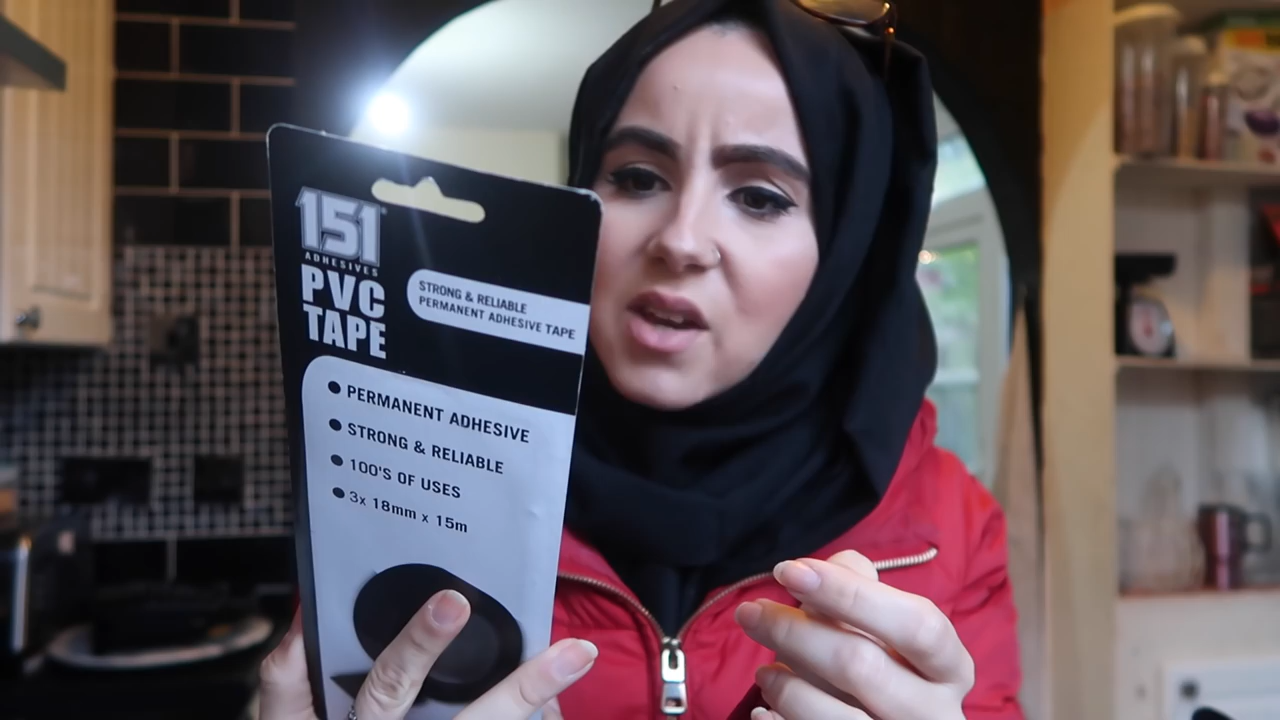 151
ADHESIVES
PVC
TAPE
STRONG & RELIABLE
PERMANENT ADHESIVE TAPE
● PERMANENT ADHESIVE
● STRONG & RELIABLE
● 100'S OF USES
● 3x 18mm x 15m